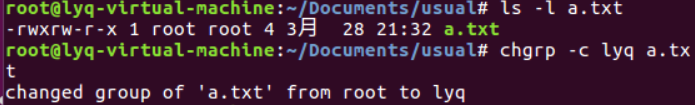 root@lyq-virtual-machine:~/Documents/usual# ls -l a.txt
-rwxrw-r-x 1 root root 4 3月  28 21:32 a.txt
root@lyq-virtual-machine:~/Documents/usual# chgrp -c lyq a.tx
t
changed group of 'a.txt' from root to lyq